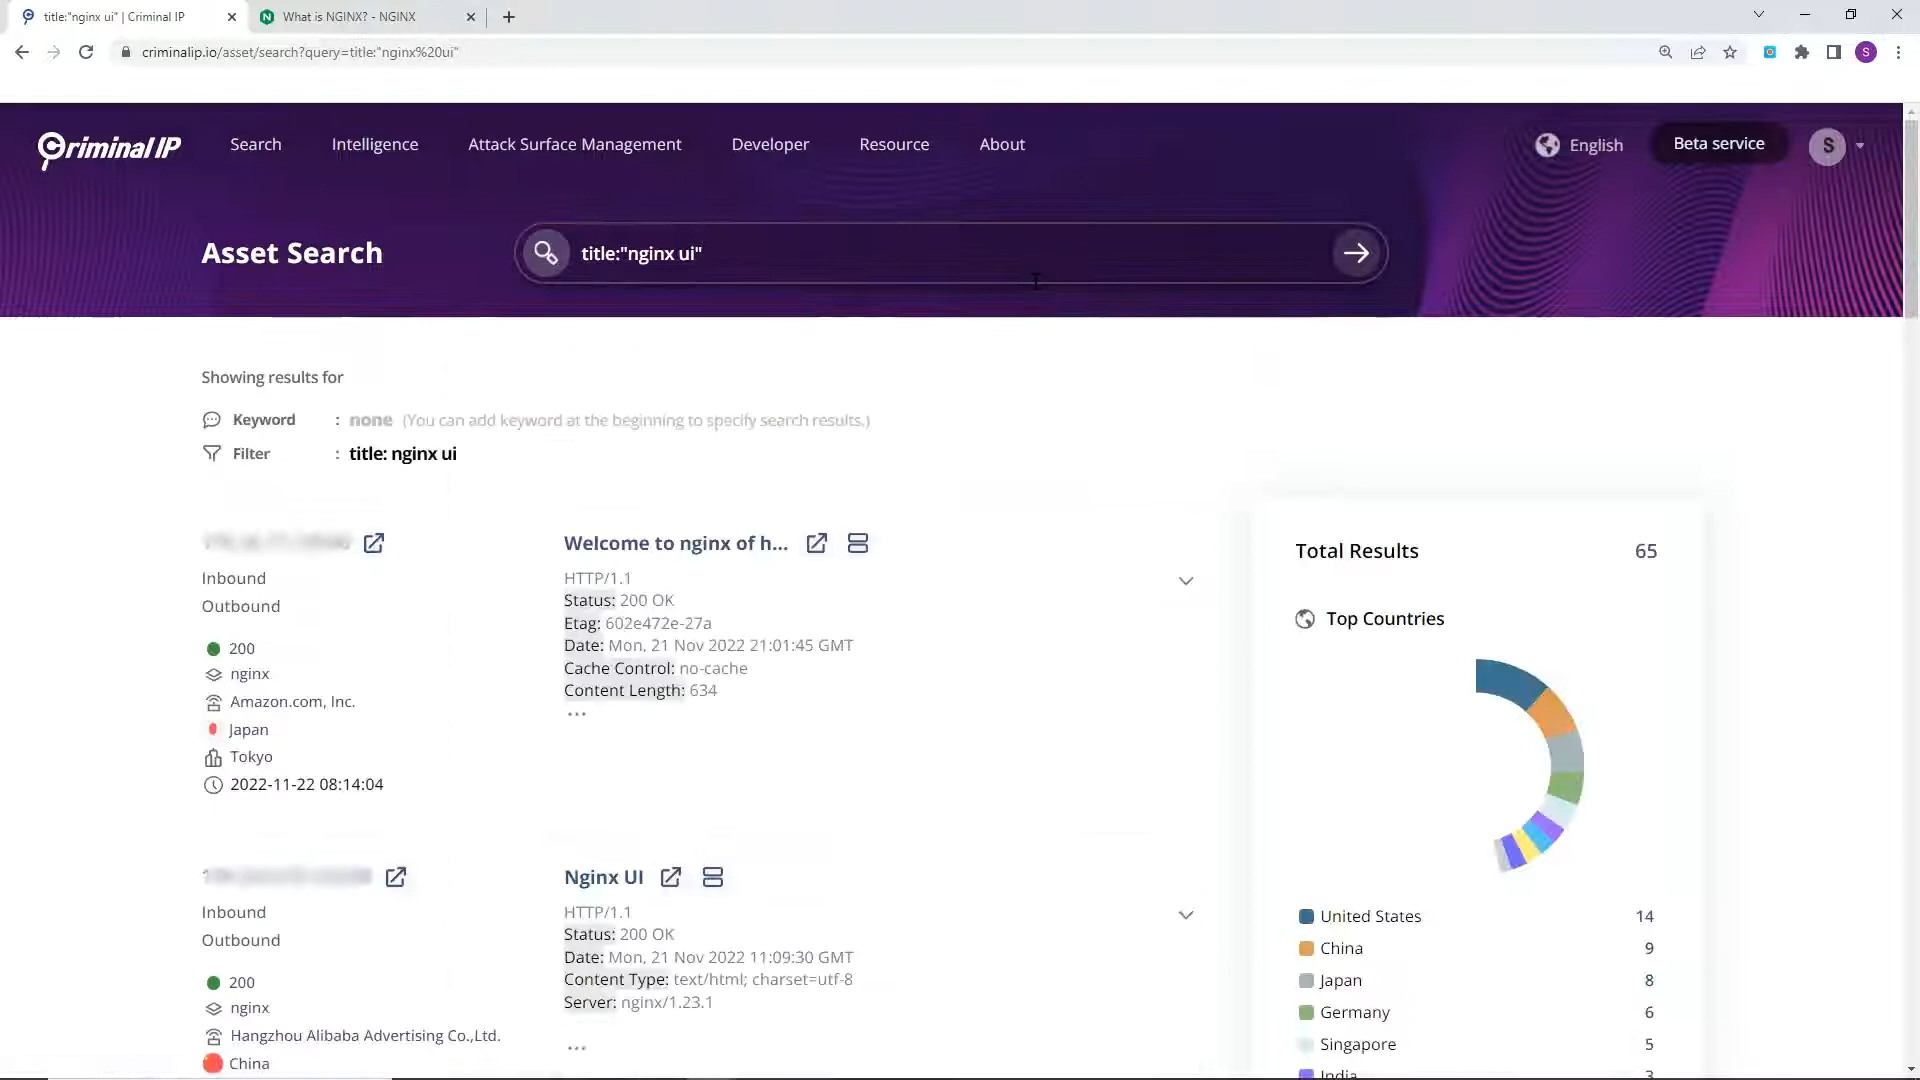 title:"nginx ui" | Criminal IP
What is NGINX? - NGINX
criminalip.io/asset/search?query=title:"nginx%20ui"
S
Criminal IP
Search
Intelligence
Attack Surface Management
Developer
Resource
About
English
Beta service
S
Asset Search
title:"nginx ui"
Showing results for
Keyword : none (You can add keyword at the beginning to specify search results.)
Filter : title: nginx ui
Welcome to nginx of h...
Inbound
Outbound
200
nginx
Amazon.com, Inc.
Japan
Tokyo
2022-11-22 08:14:04
HTTP/1.1
Status: 200 OK
Etag: 602e472e-27a
Date: Mon, 21 Nov 2022 21:01:45 GMT
Cache Control: no-cache
Content Length: 634
...
Nginx UI
Inbound
Outbound
200
nginx
Hangzhou Alibaba Advertising Co.,Ltd.
China
HTTP/1.1
Status: 200 OK
Date: Mon, 21 Nov 2022 11:09:30 GMT
Content Type: text/html; charset=utf-8
Server: nginx/1.23.1
...
Total Results 65
Top Countries
United States 14
China 9
Japan 8
Germany 6
Singapore 5
India 3